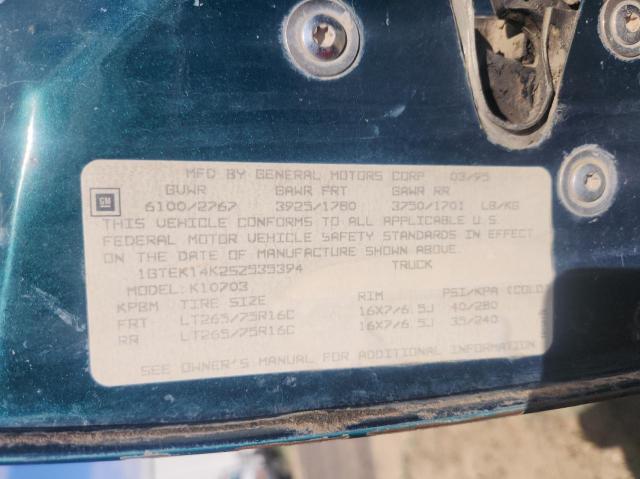 MFD BY GENERAL MOTORS CORP 03/95
GVWR GAWR FRT GAWR RR
GM 6100/2767 3925/1780 3750/1701 LB/KG
THIS VEHICLE CONFORMS TO ALL APPLICABLE U.S.
FEDERAL MOTOR VEHICLE SAFETY STANDARDS IN EFFECT
ON THE DATE OF MANUFACTURE SHOWN ABOVE.
1GTEK14K2SZ535394 TRUCK
MODEL: K10703
KPBM TIRE SIZE RIM PSI/KPA (COLD)
FRT LT265/75R16C 16X7/6.5J 40/280
RR LT265/75R16C 16X7/6.5J 35/240
SEE OWNER'S MANUAL FOR ADDITIONAL INFORMATION